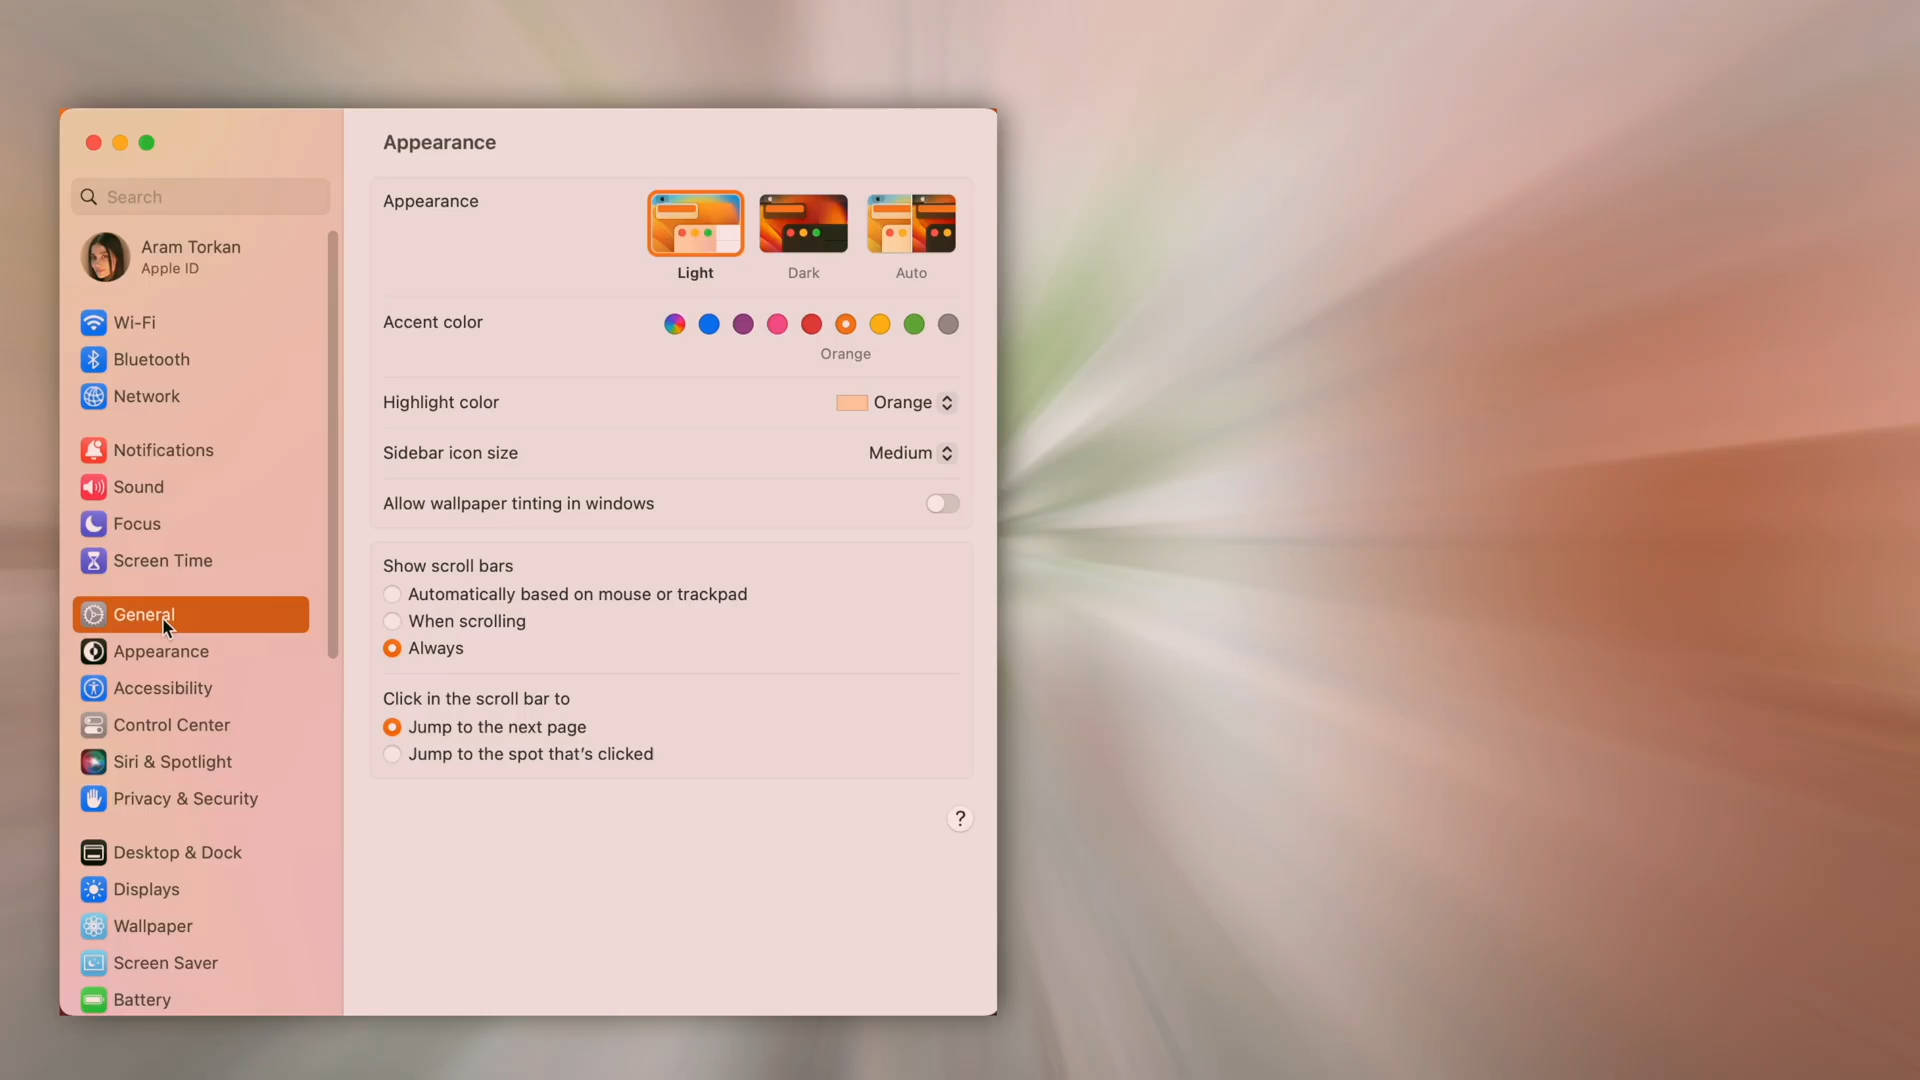 Appearance
Search
Aram Torkan
Apple ID
Wi-Fi
Bluetooth
Network
Notifications
Sound
Focus
Screen Time
General
Appearance
Accessibility
Control Center
Siri & Spotlight
Privacy & Security
Desktop & Dock
Displays
Wallpaper
Screen Saver
Battery
Appearance
Light
Dark
Auto
Accent color
Orange
Highlight color
Orange
Sidebar icon size
Medium
Allow wallpaper tinting in windows
Show scroll bars
Automatically based on mouse or trackpad
When scrolling
Always
Click in the scroll bar to
Jump to the next page
Jump to the spot that's clicked
?